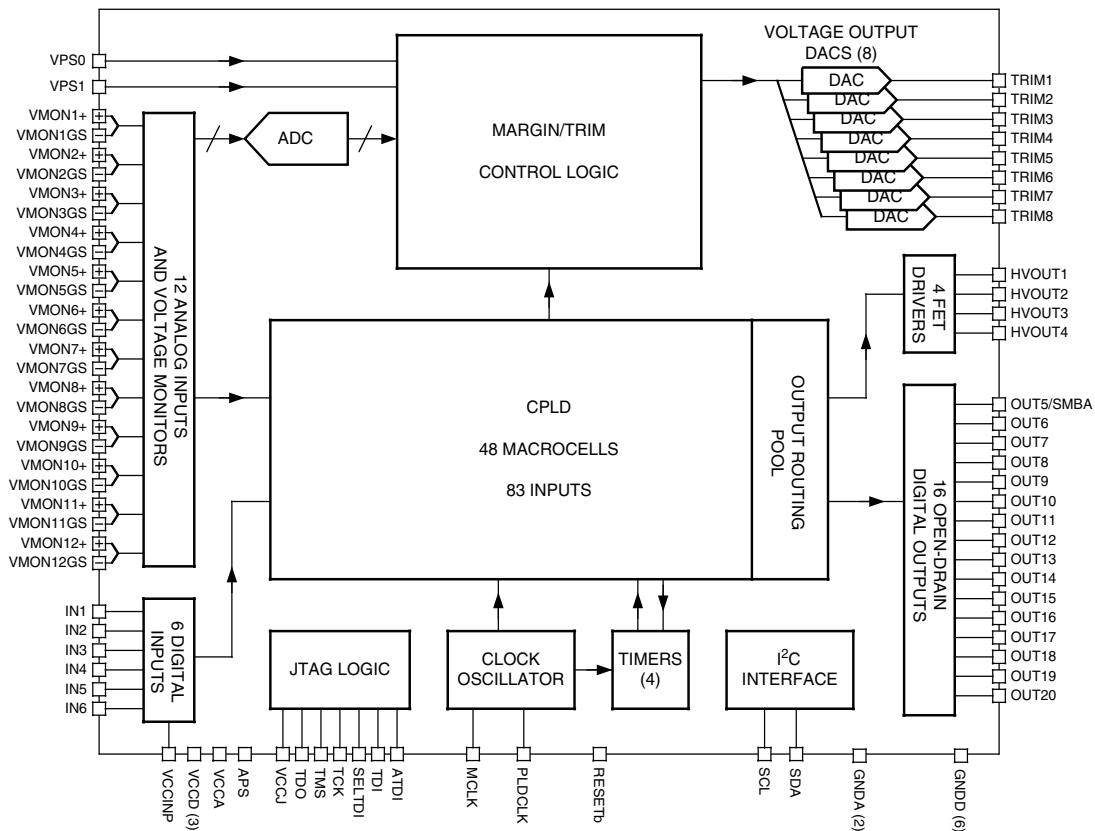 VPS0
VPS1
VMON1+
VMON1GS
VMON2+
VMON2GS
VMON3+
VMON3GS
VMON4+
VMON4GS
VMON5+
VMON5GS
VMON6+
VMON6GS
VMON7+
VMON7GS
VMON8+
VMON8GS
VMON9+
VMON9GS
VMON10+
VMON10GS
VMON11+
VMON11GS
VMON12+
VMON12GS
IN1
IN2
IN3
IN4
IN5
IN6
12 ANALOG INPUTS
AND VOLTAGE MONITORS
6 DIGITAL
INPUTS
ADC
MARGIN/TRIM
CONTROL LOGIC
VOLTAGE OUTPUT
DACS (8)
DAC
DAC
DAC
DAC
DAC
DAC
DAC
DAC
TRIM1
TRIM2
TRIM3
TRIM4
TRIM5
TRIM6
TRIM7
TRIM8
CPLD
48 MACROCELLS
83 INPUTS
OUTPUT ROUTING
POOL
4 FET
DRIVERS
HVOUT1
HVOUT2
HVOUT3
HVOUT4
16 OPEN-DRAIN
DIGITAL OUTPUTS
OUT5/SMBA
OUT6
OUT7
OUT8
OUT9
OUT10
OUT11
OUT12
OUT13
OUT14
OUT15
OUT16
OUT17
OUT18
OUT19
OUT20
JTAG LOGIC
CLOCK
OSCILLATOR
TIMERS
(4)
I²C
INTERFACE
VCCINP
VCCD (3)
VCCA
APS
VCCJ
TDO
TMS
TCK
SELTDI
TDI
ATDI
MCLK
PLDCLK
RESETb
SCL
SDA
GNDA (2)
GNDD (6)